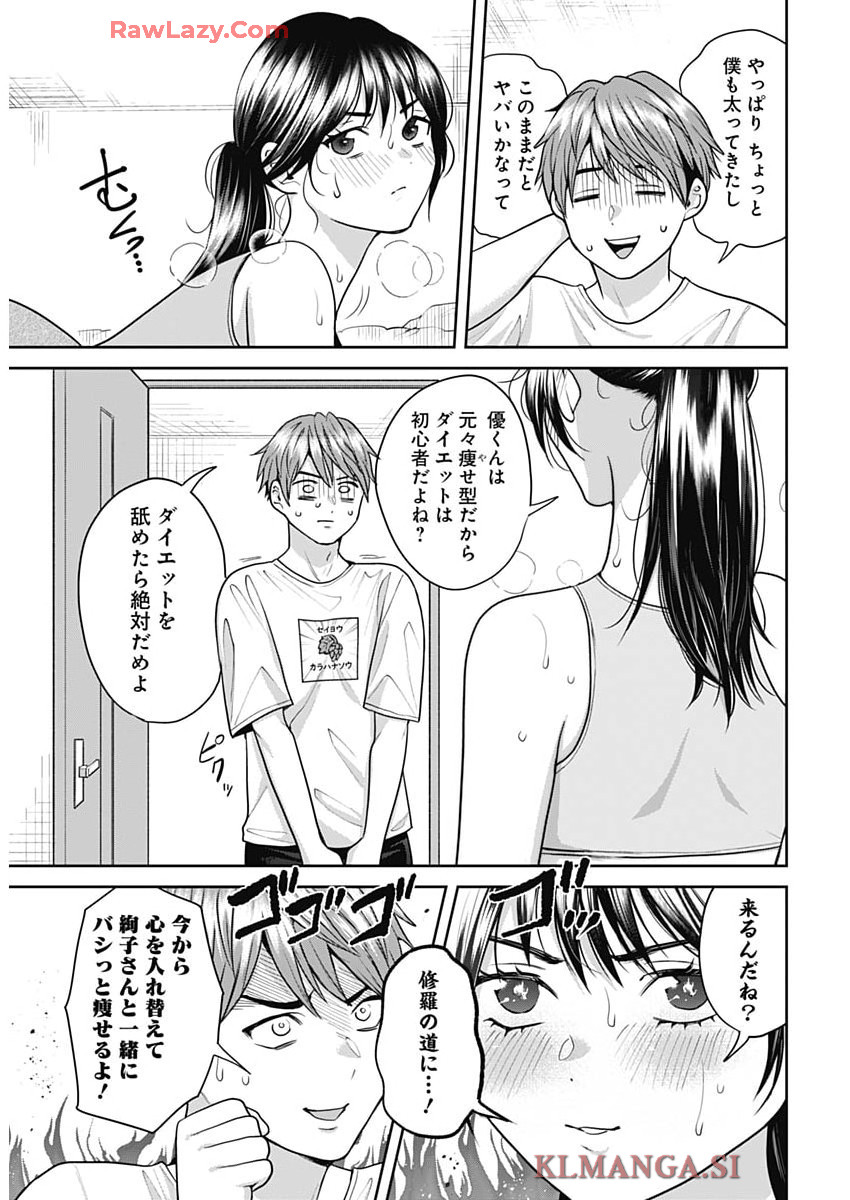 RawLazy.Com
やっぱり ちょっと
僕も太ってきたし
このままだと
ヤバいかなって
むくっ…
優くんは
元々痩せ型だから
や
ダイエットは
初心者だよね?
ダイエットを
舐めたら絶対だめよ
セイヨウ
カラハナソウ
ピクッ
ゴゴゴゴ
来るんだね?
修羅の道に…!
今から
心を入れ替えて
絢子さんと一緒に
バシっと痩せるよ!
KLMANGA.SI